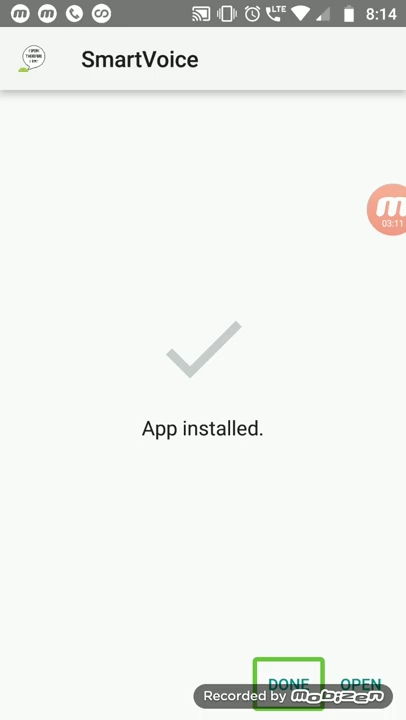 8:14
SmartVoice
03:11
App installed.
DONE OPEN
Recorded by mobizen